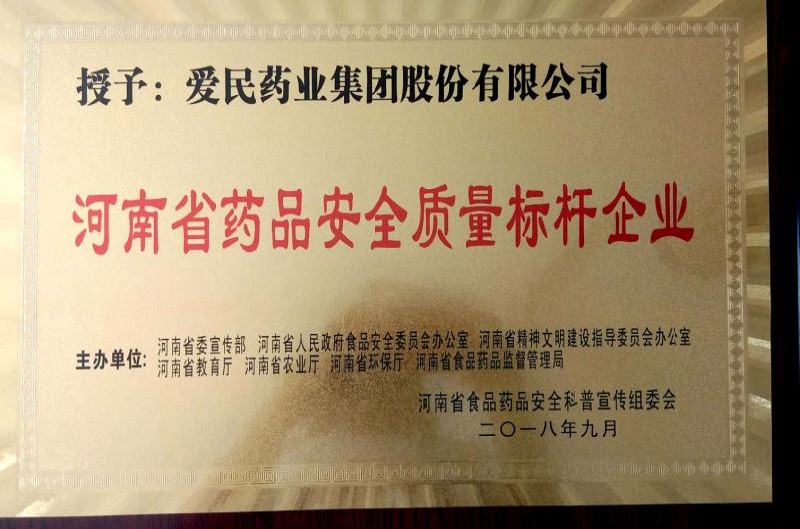 授予：爱民药业集团股份有限公司
河南省药品安全质量标杆企业
主办单位：
河南省委宣传部 河南省人民政府食品安全委员会办公室 河南省精神文明建设指导委员会办公室
河南省教育厅 河南省农业厅 河南省环保厅 河南省食品药品监督管理局
河南省食品药品安全科普宣传组委会
二〇一八年九月